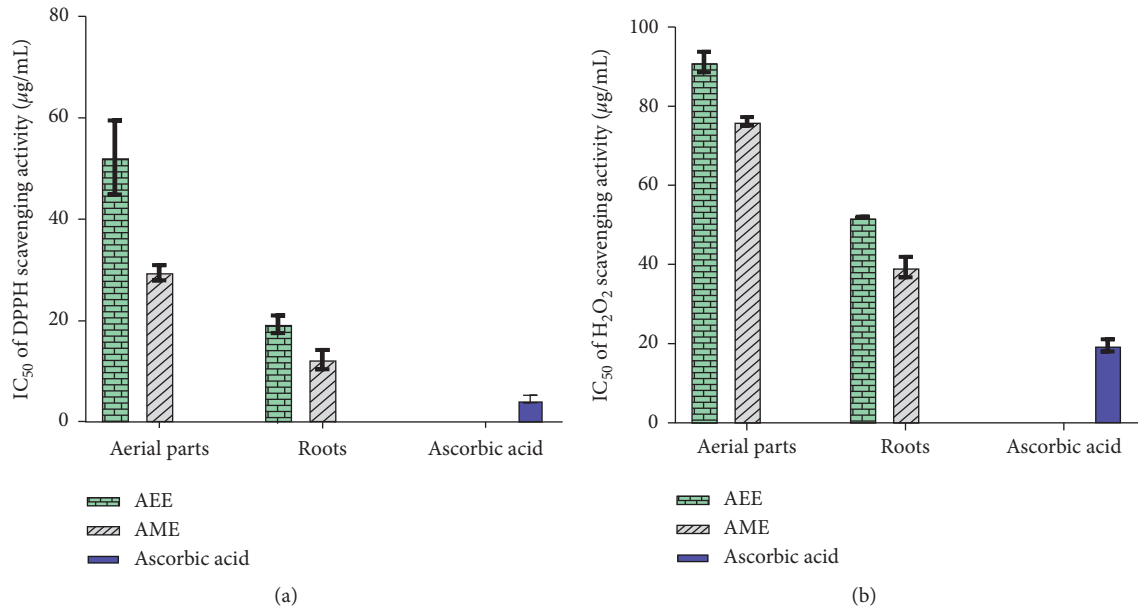 IC50 of DPPH scavenging activity (μg/mL)
80
60
40
20
0
Aerial parts
Roots
Ascorbic acid
AEE
AME
Ascorbic acid
(a)
IC50 of H2O2 scavenging activity (μg/mL)
100
80
60
40
20
0
Aerial parts
Roots
Ascorbic acid
AEE
AME
Ascorbic acid
(b)